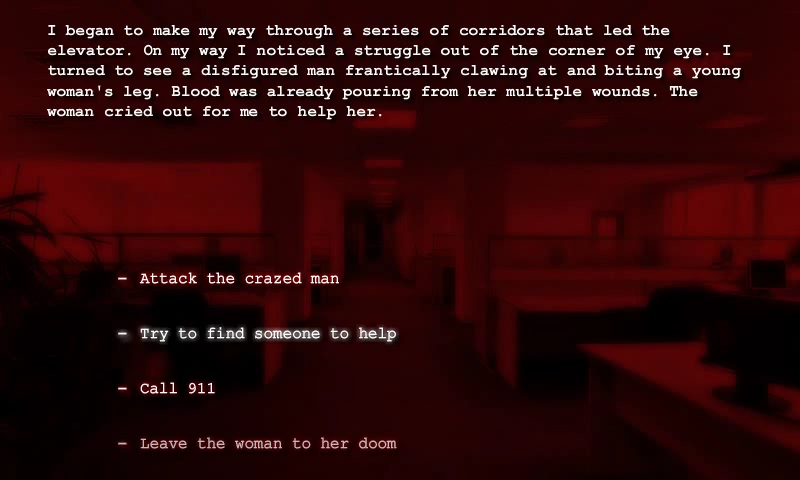 I began to make my way through a series of corridors that led the
elevator. On my way I noticed a struggle out of the corner of my eye. I
turned to see a disfigured man frantically clawing at and biting a young
woman's leg. Blood was already pouring from her multiple wounds. The
woman cried out for me to help her.
– Attack the crazed man
– Try to find someone to help
– Call 911
– Leave the woman to her doom